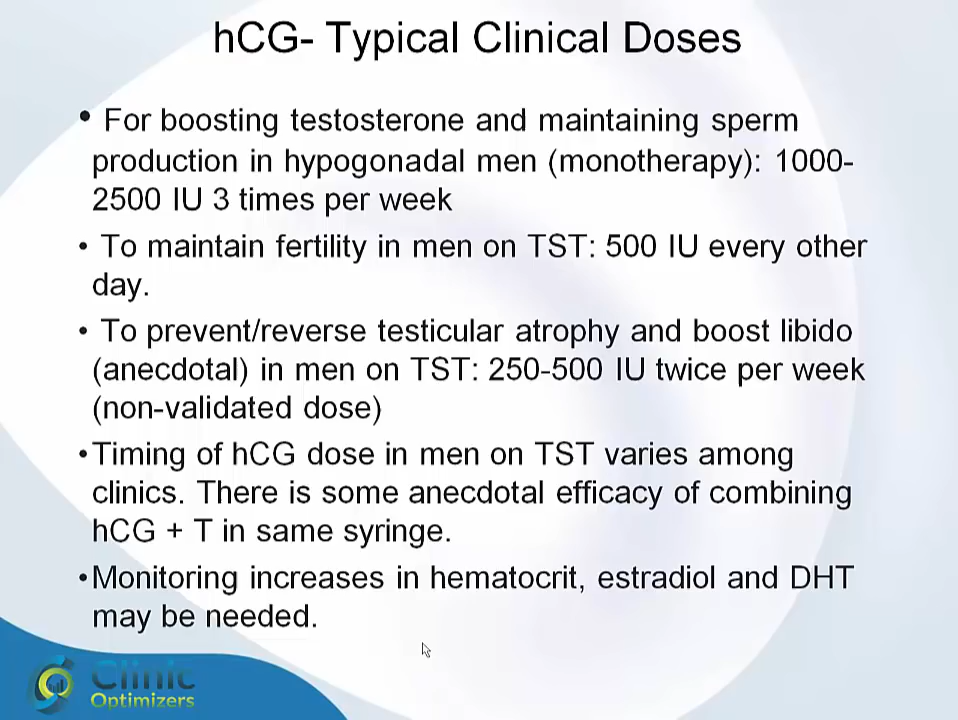 hCG- Typical Clinical Doses
• For boosting testosterone and maintaining sperm
production in hypogonadal men (monotherapy): 1000-
2500 IU 3 times per week
• To maintain fertility in men on TST: 500 IU every other
day.
• To prevent/reverse testicular atrophy and boost libido
(anecdotal) in men on TST: 250-500 IU twice per week
(non-validated dose)
•Timing of hCG dose in men on TST varies among
clinics. There is some anecdotal efficacy of combining
hCG + T in same syringe.
•Monitoring increases in hematocrit, estradiol and DHT
may be needed.
Clinic
Optimizers